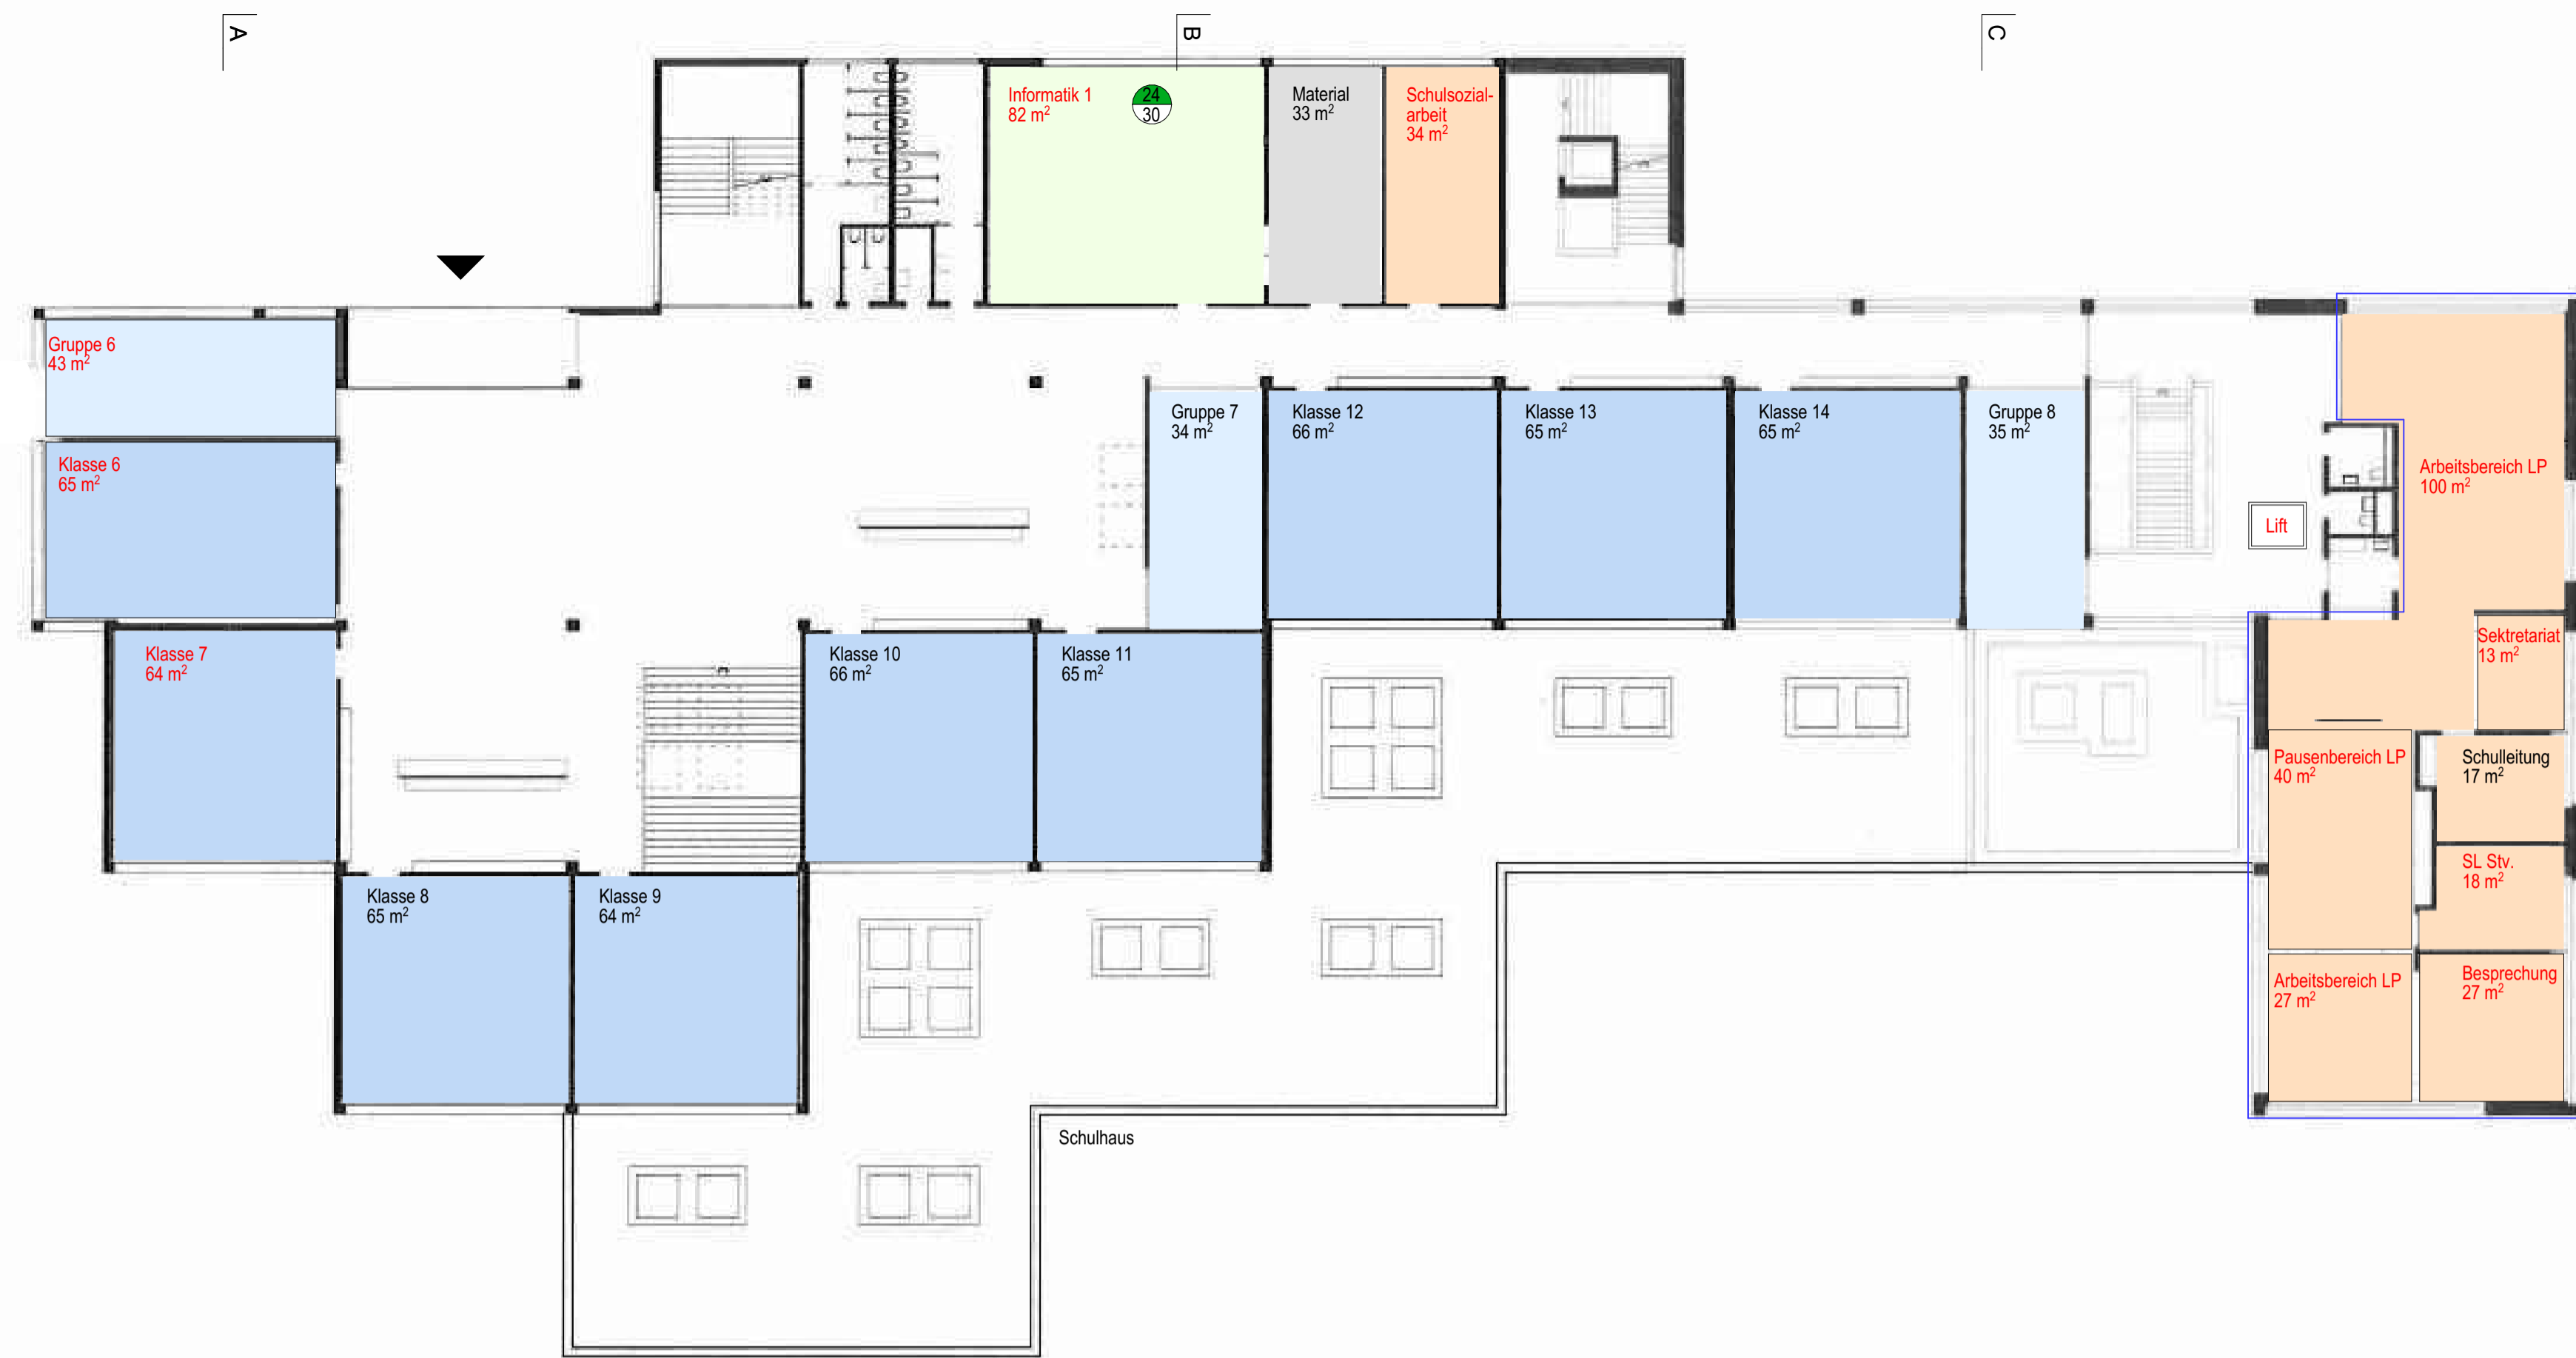 A
B
C
Informatik 1
82 m²
24
30
Material
33 m²
Schulsozial-
arbeit
34 m²
Gruppe 6
43 m²
Klasse 6
65 m²
Klasse 7
64 m²
Gruppe 7
34 m²
Klasse 12
66 m²
Klasse 13
65 m²
Klasse 14
65 m²
Gruppe 8
35 m²
Lift
Arbeitsbereich LP
100 m²
Klasse 10
66 m²
Klasse 11
65 m²
Sektretariat
13 m²
Pausenbereich LP
40 m²
Schulleitung
17 m²
SL Stv.
18 m²
Klasse 8
65 m²
Klasse 9
64 m²
Arbeitsbereich LP
27 m²
Besprechung
27 m²
Schulhaus